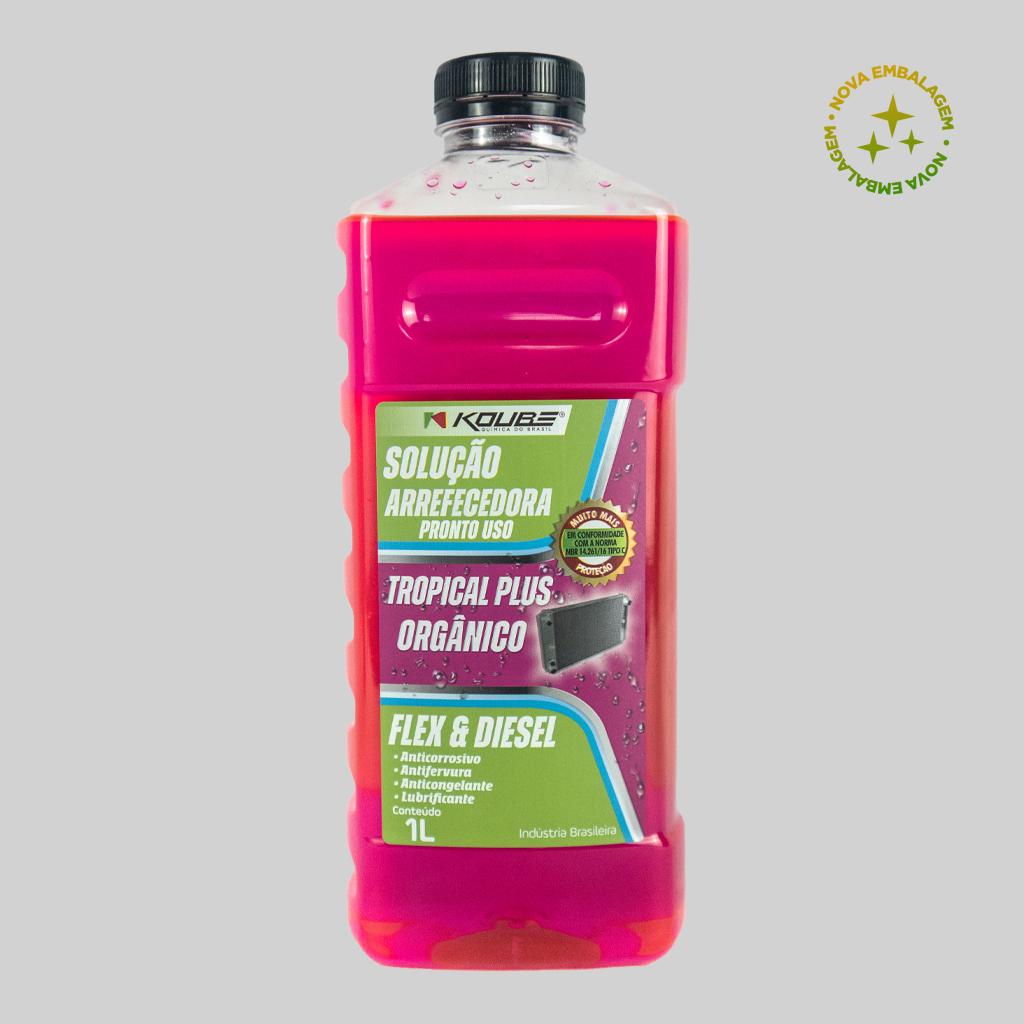 NOVA EMBALAGEM • NOVA EMBALAGEM •
KOUBE®
QUÍMICA DO BRASIL
SOLUÇÃO
ARREFECEDORA
PRONTO USO
MUITO MAIS
EM CONFORMIDADE
COM A NORMA
NBR 14.261/16 TIPO C
PROTEÇÃO
TROPICAL PLUS
ORGÂNICO
FLEX & DIESEL
• Anticorrosivo
• Antifervura
• Anticongelante
• Lubrificante
Conteúdo
1L
Indústria Brasileira